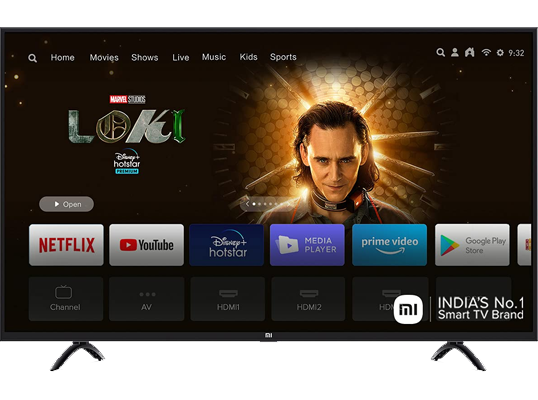 Home Movies Shows Live Music Kids Sports 9:32
MARVEL STUDIOS
LOKI
Disney+
hotstar
PREMIUM
Open
NETFLIX
YouTube
Disney+
hotstar
MEDIA
PLAYER
prime video
Google Play
Store
Channel
AV
HDMI1
HDMI2
mi
INDIA'S No.1
Smart TV Brand
mi